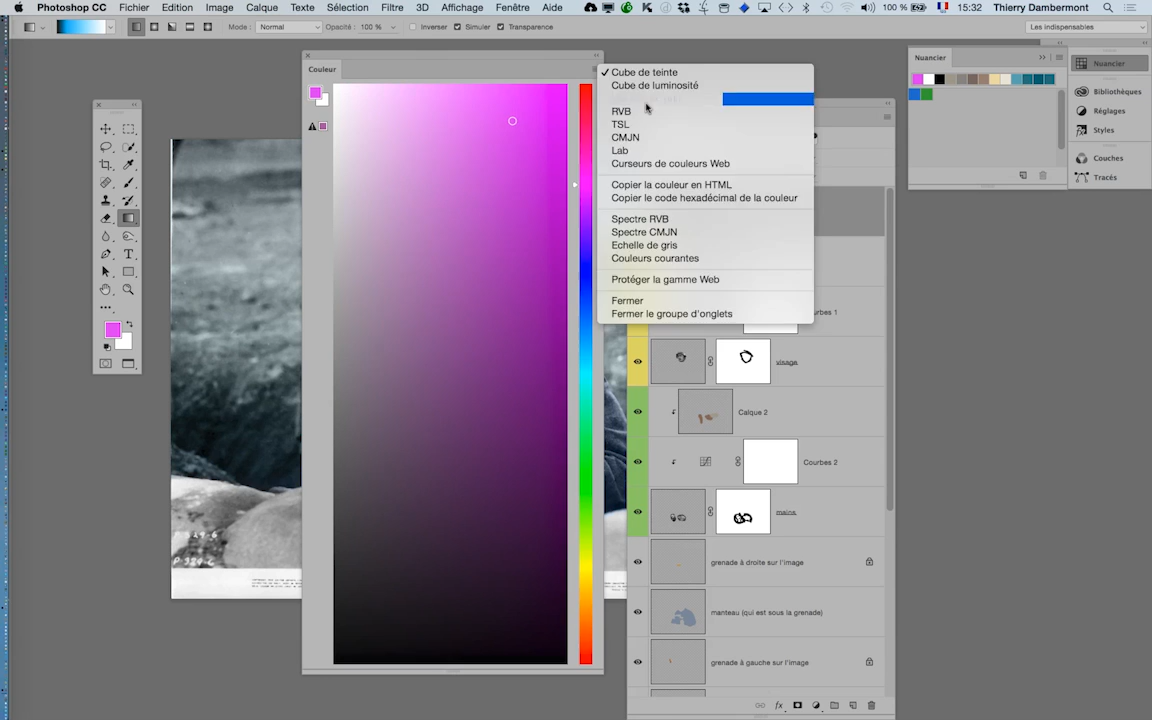 Photoshop CC Fichier Edition Image Calque Texte Sélection Filtre 3D Affichage Fenêtre Aide 100 % 15:32 Thierry Dambermont
Mode : Normal Opacité : 100 % Inverser Simuler Transparence Les indispensables
Couleur
Cube de teinte
Cube de luminosité
RVB
TSL
CMJN
Lab
Curseurs de couleurs Web
Copier la couleur en HTML
Copier le code hexadécimal de la couleur
Spectre RVB
Spectre CMJN
Echelle de gris
Couleurs courantes
Protéger la gamme Web
Fermer
Fermer le groupe d'onglets
Nuancier
Nuancier
Bibliothèques
Réglages
Styles
Couches
Tracés
ourbes 1
visage
Calque 2
Courbes 2
mains
grenade à droite sur l'image
manteau (qui est sous la grenade)
grenade à gauche sur l'image
fx